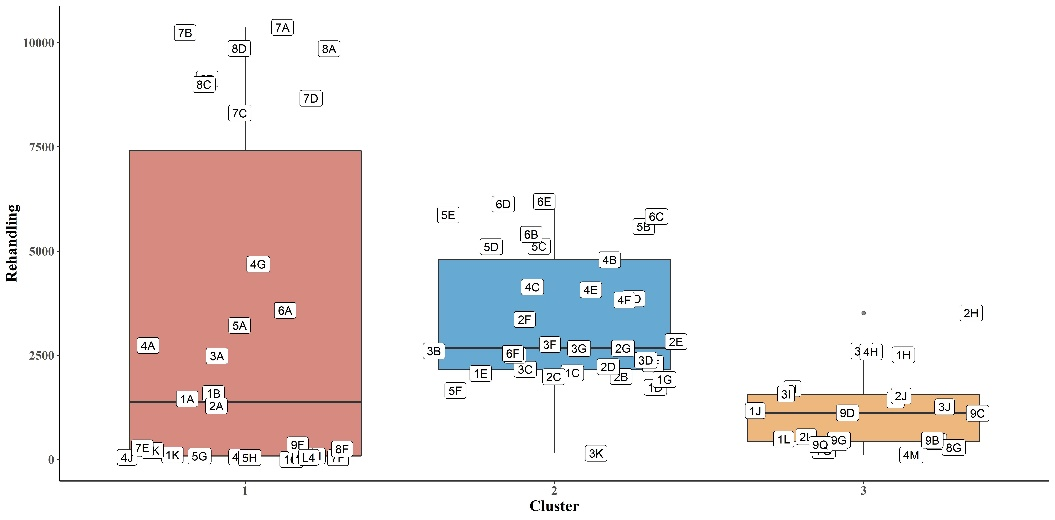 10000
7500
5000
2500
0
Rehandling
7B
7A
8D
8A
8C
7D
7C
4G
6A
5A
4A
3A
1B
1A
2A
9F
7E
8F
4J
1K
5G
5H
6E
6D
5E
6C
5B
6B
5D
5C
4B
4C
4E
4F
2F
2E
3F
3G
2G
3B
6F
3D
2D
3C
1E
1C
2C
2B
1G
5F
3K
2H
4H
1H
3I
2J
3J
1J
9D
9C
1L
9G
9B
8G
4M
1
2
3
Cluster